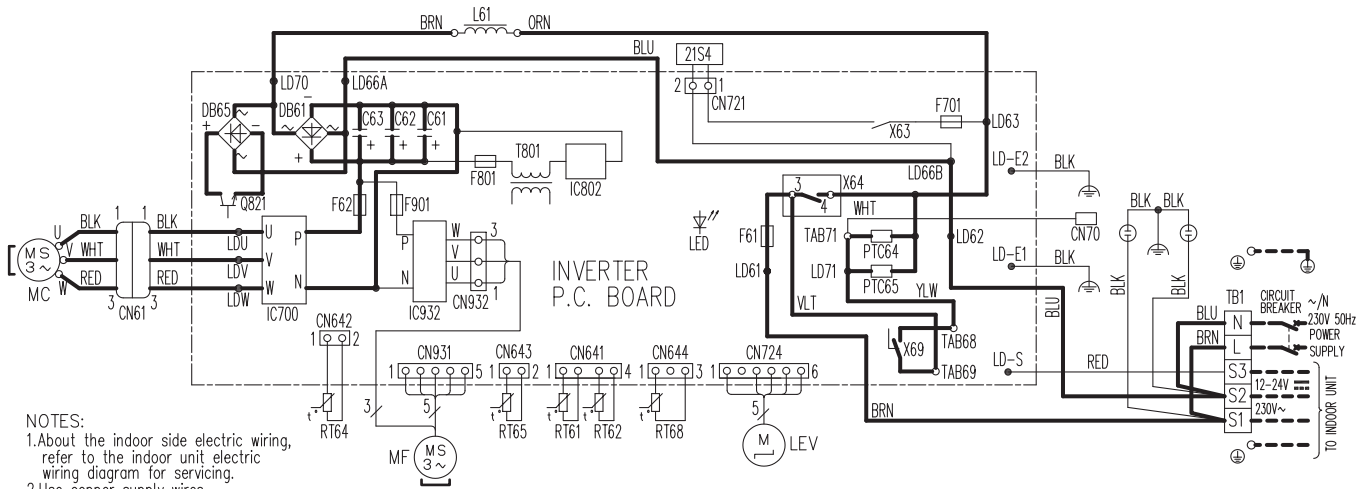 BRN L61 ORN
BLU
21S4
2 1
CN721
LD70 LD66A
DB65 DB61
C63 C62 C61
F701
X63
LD63
T801
F801
IC802
Q821
F62 F901
LD66B
LD-E2 BLK
3 X64
4
WHT
U BLK 1 1 BLK LDU U P
V WHT WHT LDV V
W RED 3 3 RED LDW W N
MS
3~
MC
CN61
IC700
P W 3
V
N U 1
IC932 CN932
LED
INVERTER
P.C. BOARD
F61
LD61
TAB71
PTC64
LD71
PTC65
LD62
CN70
LD-E1 BLK
VLT YLW
X69
TAB68
TAB69
BLU
LD-S RED
BRN
BLK BLK
BLK BLK
TB1
CIRCUIT
BREAKER
~/N
230V 50Hz
POWER
SUPPLY
BLU N
BRN L
S3
12-24V
S2
230V~
S1
TO INDOOR UNIT
CN642
1 2
CN931
1 5
CN643
1 2
CN641
1 4
CN644
1 3
CN724
1 6
t° RT64
3
5
MF
MS
3~
t° RT65
t° RT61
t° RT62
t° RT68
5
M
LEV
NOTES:
1.About the indoor side electric wiring,
refer to the indoor unit electric
wiring diagram for servicing.
2.Use copper supply wires.